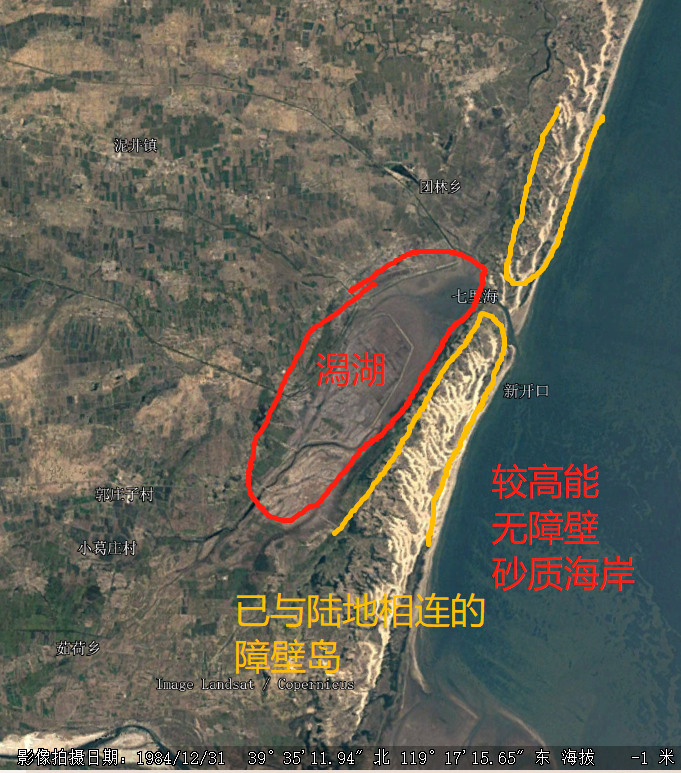 泥井镇
团林乡
七里海
潟湖
新开口
较高能
无障壁
砂质海岸
郭庄子村
小葛庄村
已与陆地相连的
障壁岛
茹荷乡
Image Landsat / Copernicus
影像拍摄日期：1984/12/31 39°35'11.94" 北 119°17'15.65" 东 海拔 -1 米